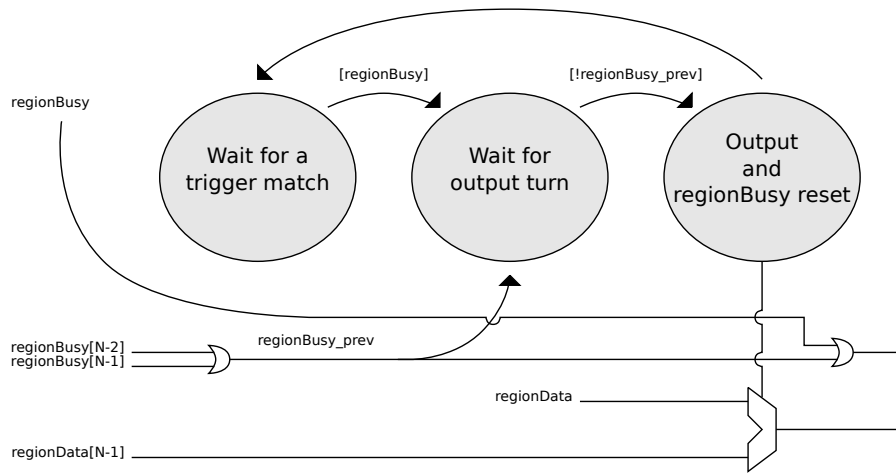 [regionBusy]
[!regionBusy_prev]
regionBusy
Wait for a
trigger match
Wait for
output turn
Output
and
regionBusy reset
regionBusy_prev
regionBusy[N-2]
regionBusy[N-1]
regionData
regionData[N-1]